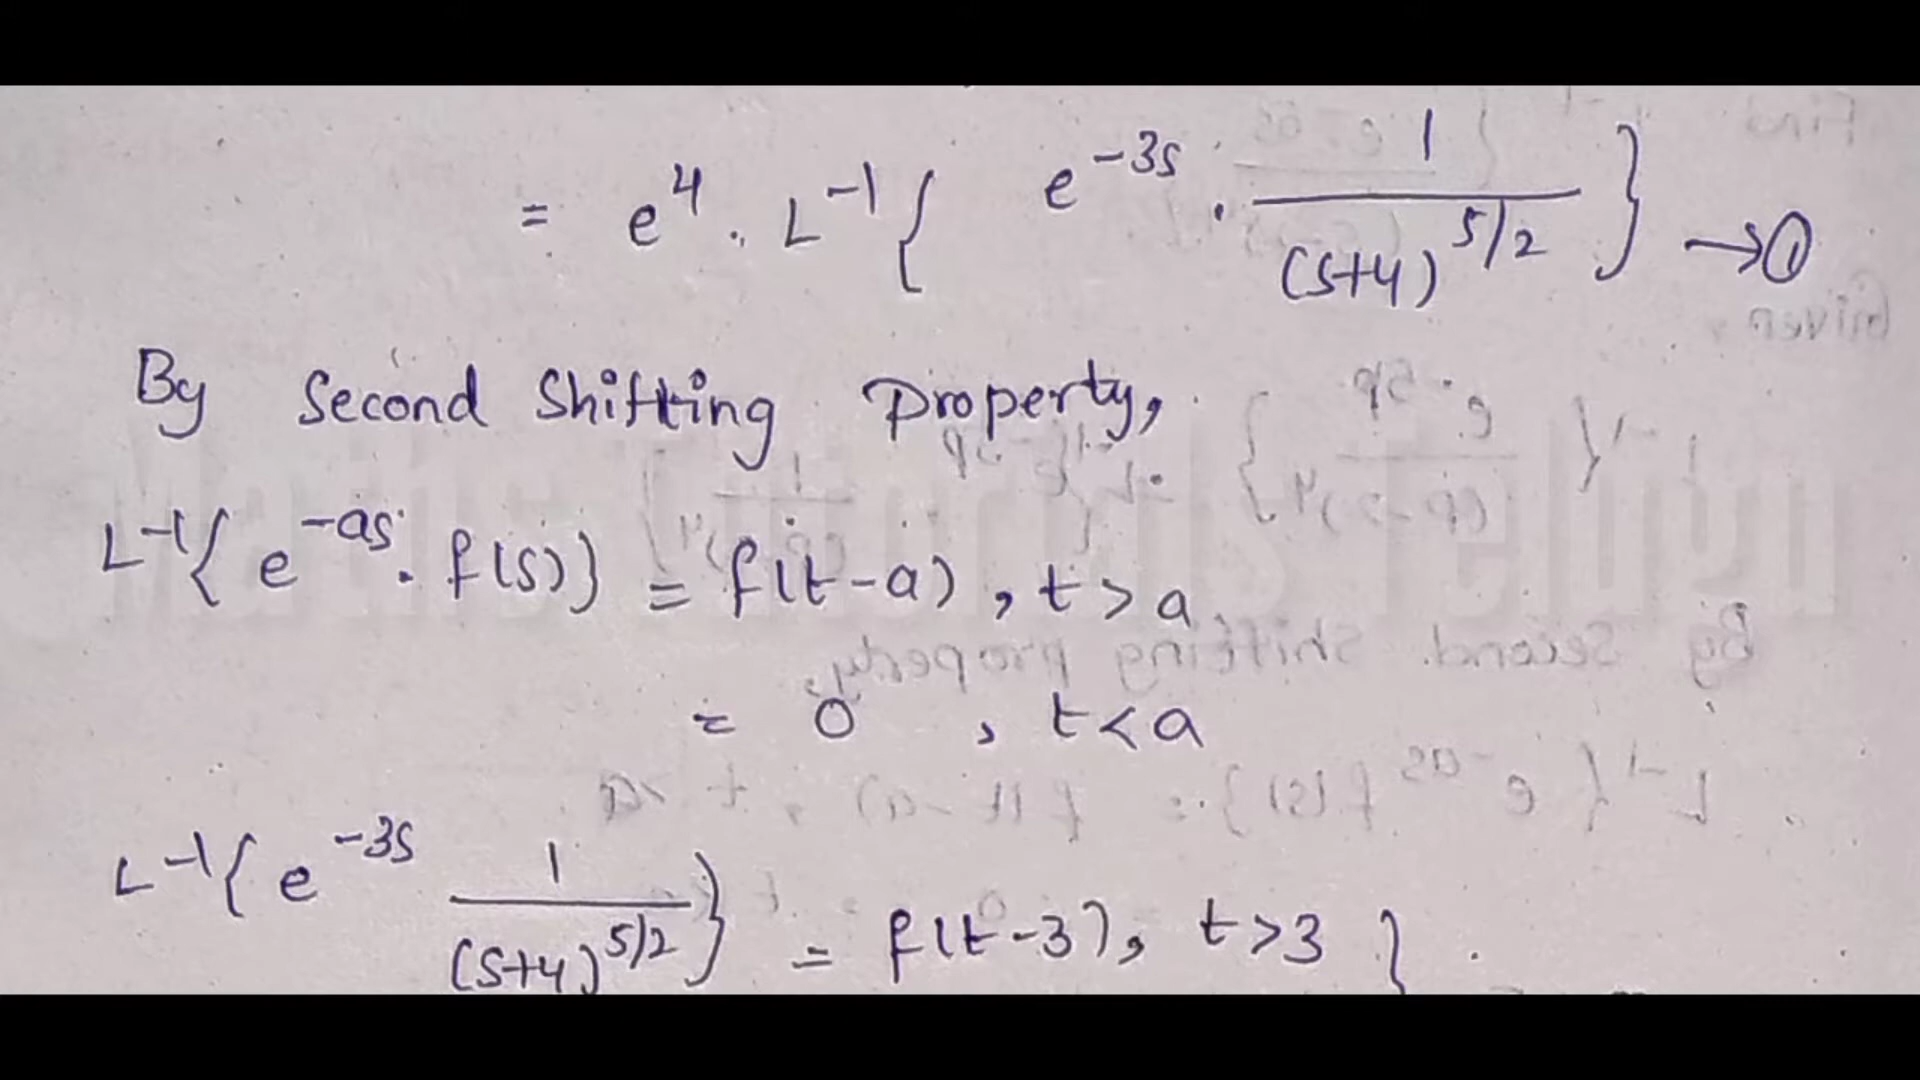 = e⁴ . L⁻¹{ e⁻³ˢ . 1/(s+4)^5/2 } → ①
By Second Shifting Property,
L⁻¹{ e⁻ᵃˢ . f(s)} = f(t-a) , t>a
= 0 , t<a
L⁻¹{ e⁻³ˢ 1/(s+4)^5/2 } = f(t-3), t>3 }